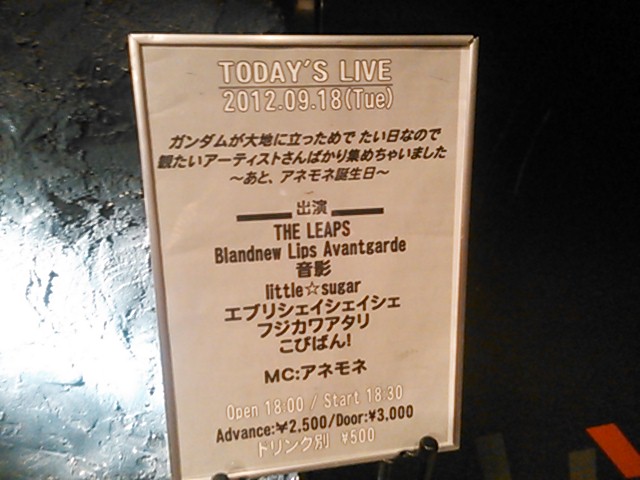 TODAY'S LIVE
2012.09.18(Tue)
ガンダムが大地に立っためで たい日なので
観たいアーティストさんばかり集めちゃいました
～あと、アネモネ誕生日～
出演
THE LEAPS
Blandnew Lips Avantgarde
音影
little☆sugar
エブリシェイシェイシェ
フジカワアタリ
こびばん!
MC:アネモネ
Open 18:00 / Start 18:30
Advance:¥2,500/Door:¥3,000
ドリンク別 ¥500